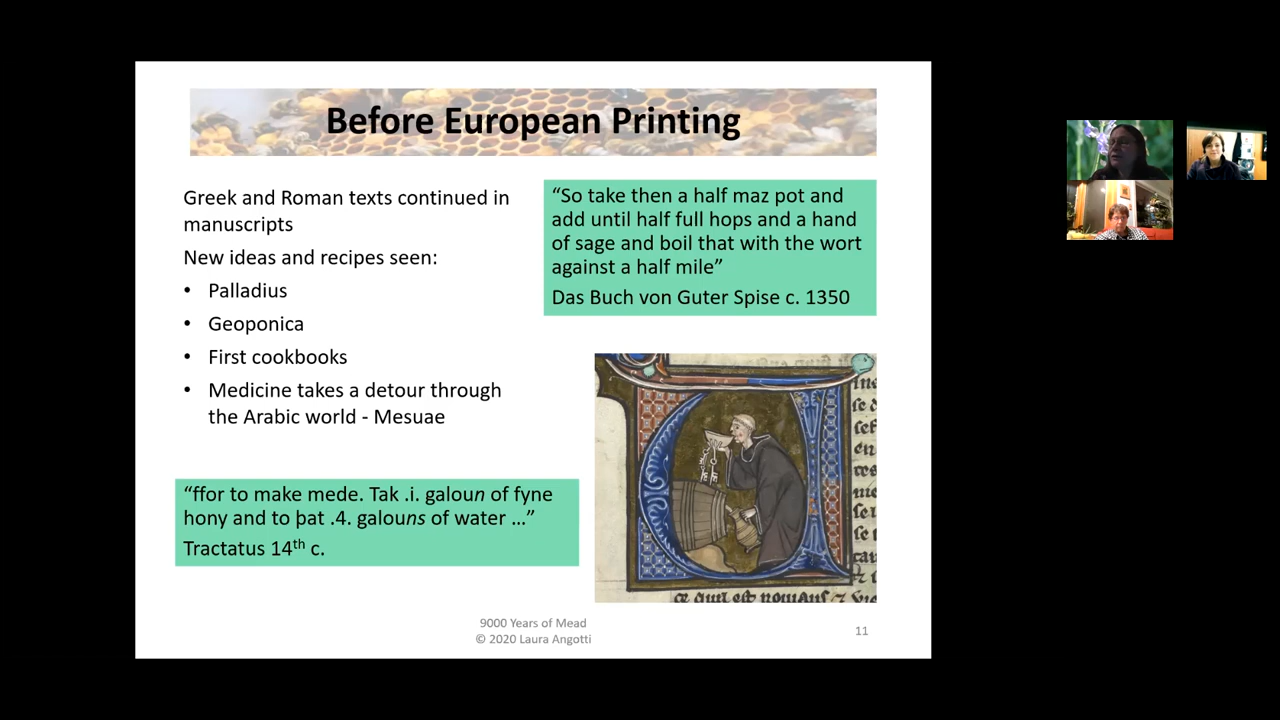 Before European Printing
Greek and Roman texts continued in
manuscripts
New ideas and recipes seen:
• Palladius
• Geoponica
• First cookbooks
• Medicine takes a detour through
the Arabic world - Mesuae
“So take then a half maz pot and
add until half full hops and a hand
of sage and boil that with the wort
against a half mile”
Das Buch von Guter Spise c. 1350
“ffor to make mede. Tak .i. galoun of fyne
hony and to þat .4. galouns of water …”
Tractatus 14th c.
9000 Years of Mead
© 2020 Laura Angotti
11